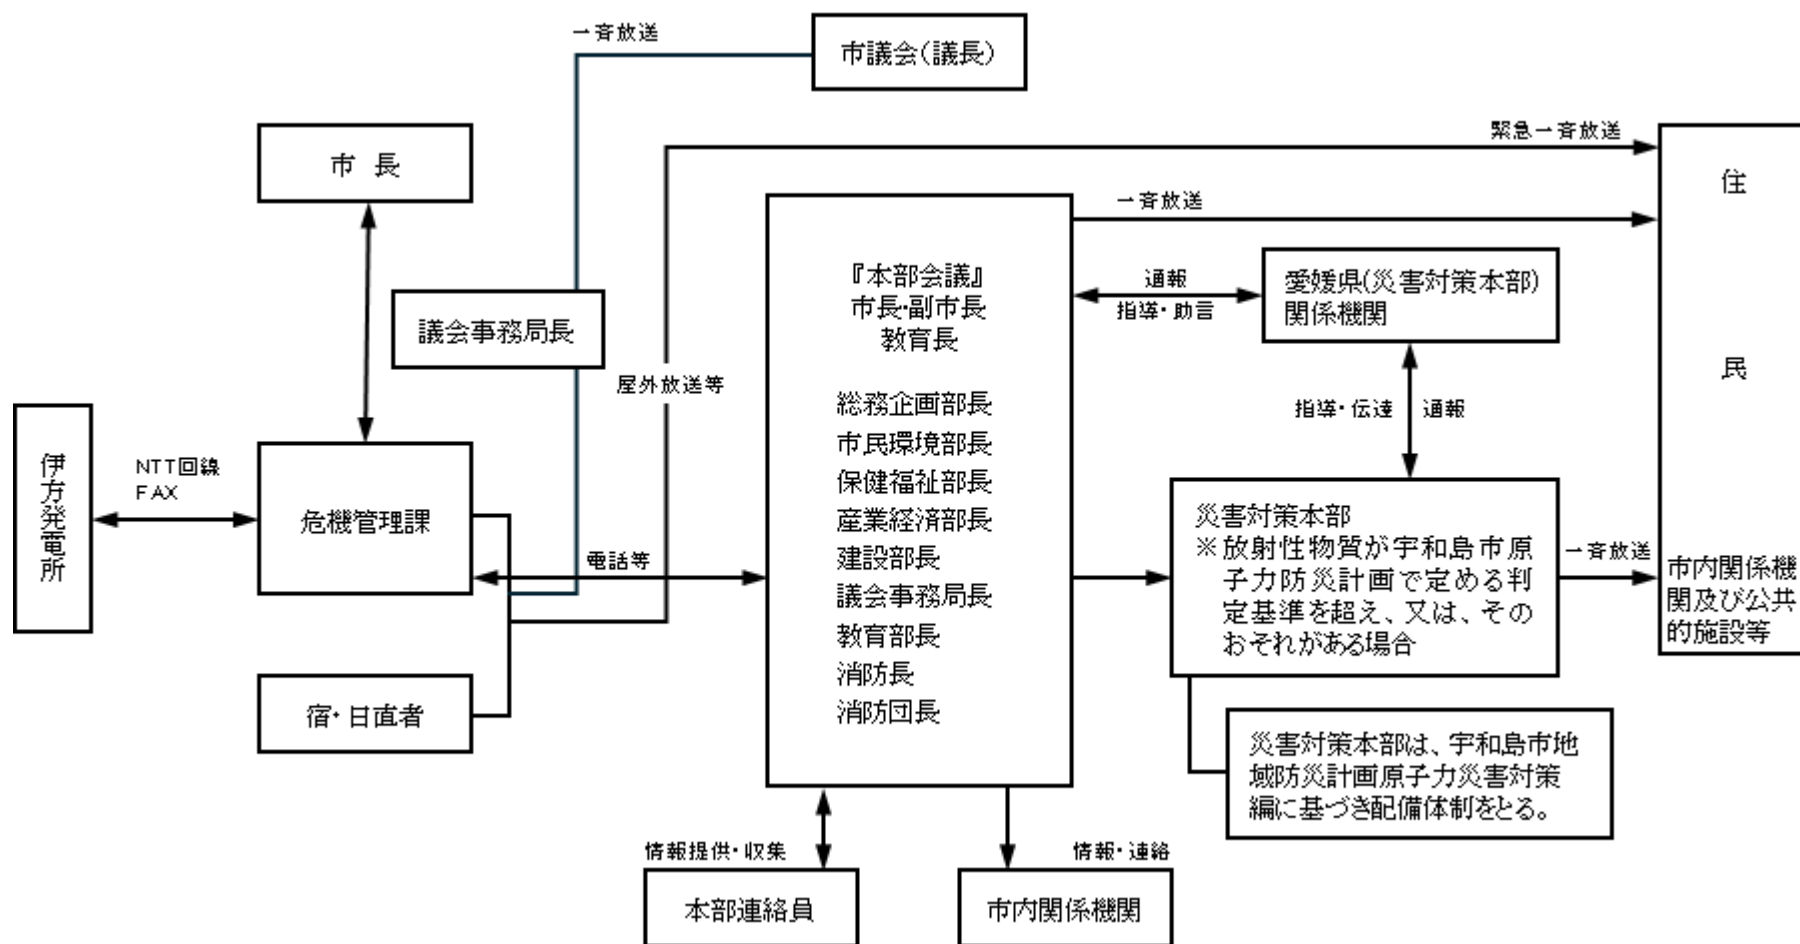 一斉放送
市議会(議長)
緊急一斉放送
市 長
住
民
市内関係機
関及び公共
的施設等
一斉放送
『本部会議』
市長・副市長
教育長
総務企画部長
市民環境部長
保健福祉部長
産業経済部長
建設部長
議会事務局長
教育部長
消防長
消防団長
通報
指導・助言
愛媛県(災害対策本部)
関係機関
議会事務局長
屋外放送等
指導・伝達
通報
伊方発電所
NTT回線
FAX
危機管理課
電話等
災害対策本部
※放射性物質が宇和島市原
子力防災計画で定める判
定基準を超え、又は、その
おそれがある場合
一斉放送
宿・日直者
災害対策本部は、宇和島市地
域防災計画原子力災害対策
編に基づき配備体制をとる。
情報提供・収集
情報・連絡
本部連絡員
市内関係機関